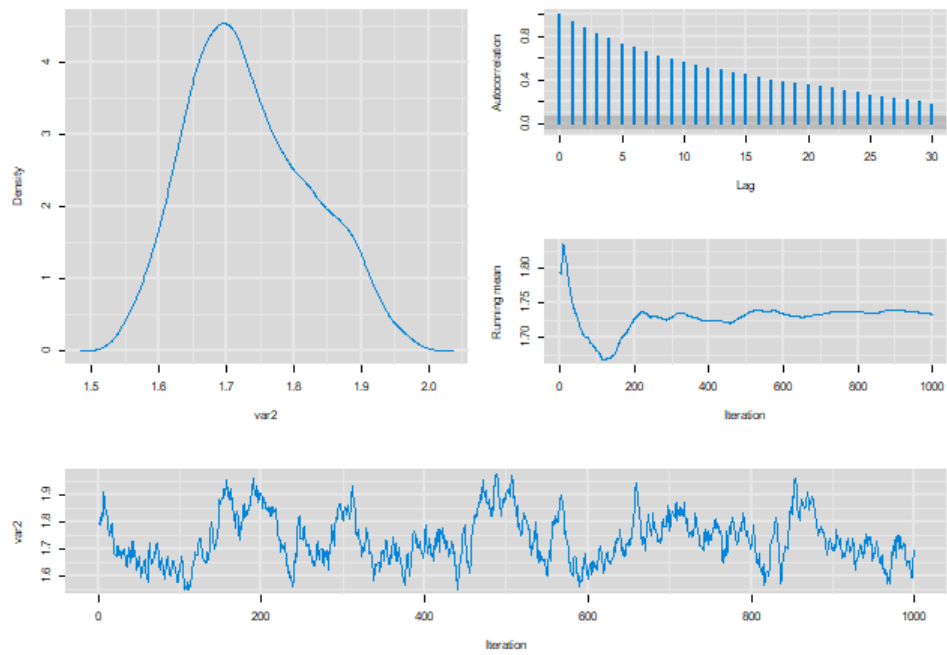 Density
4
3
2
1
0
1.5 1.6 1.7 1.8 1.9 2.0
var2
Autocorrelation
0.8
0.4
0.0
0 5 10 15 20 25 30
Lag
Running mean
1.80
1.75
1.70
0 200 400 600 800 1000
Iteration
var2
1.9
1.8
1.7
1.6
0 200 400 600 800 1000
Iteration